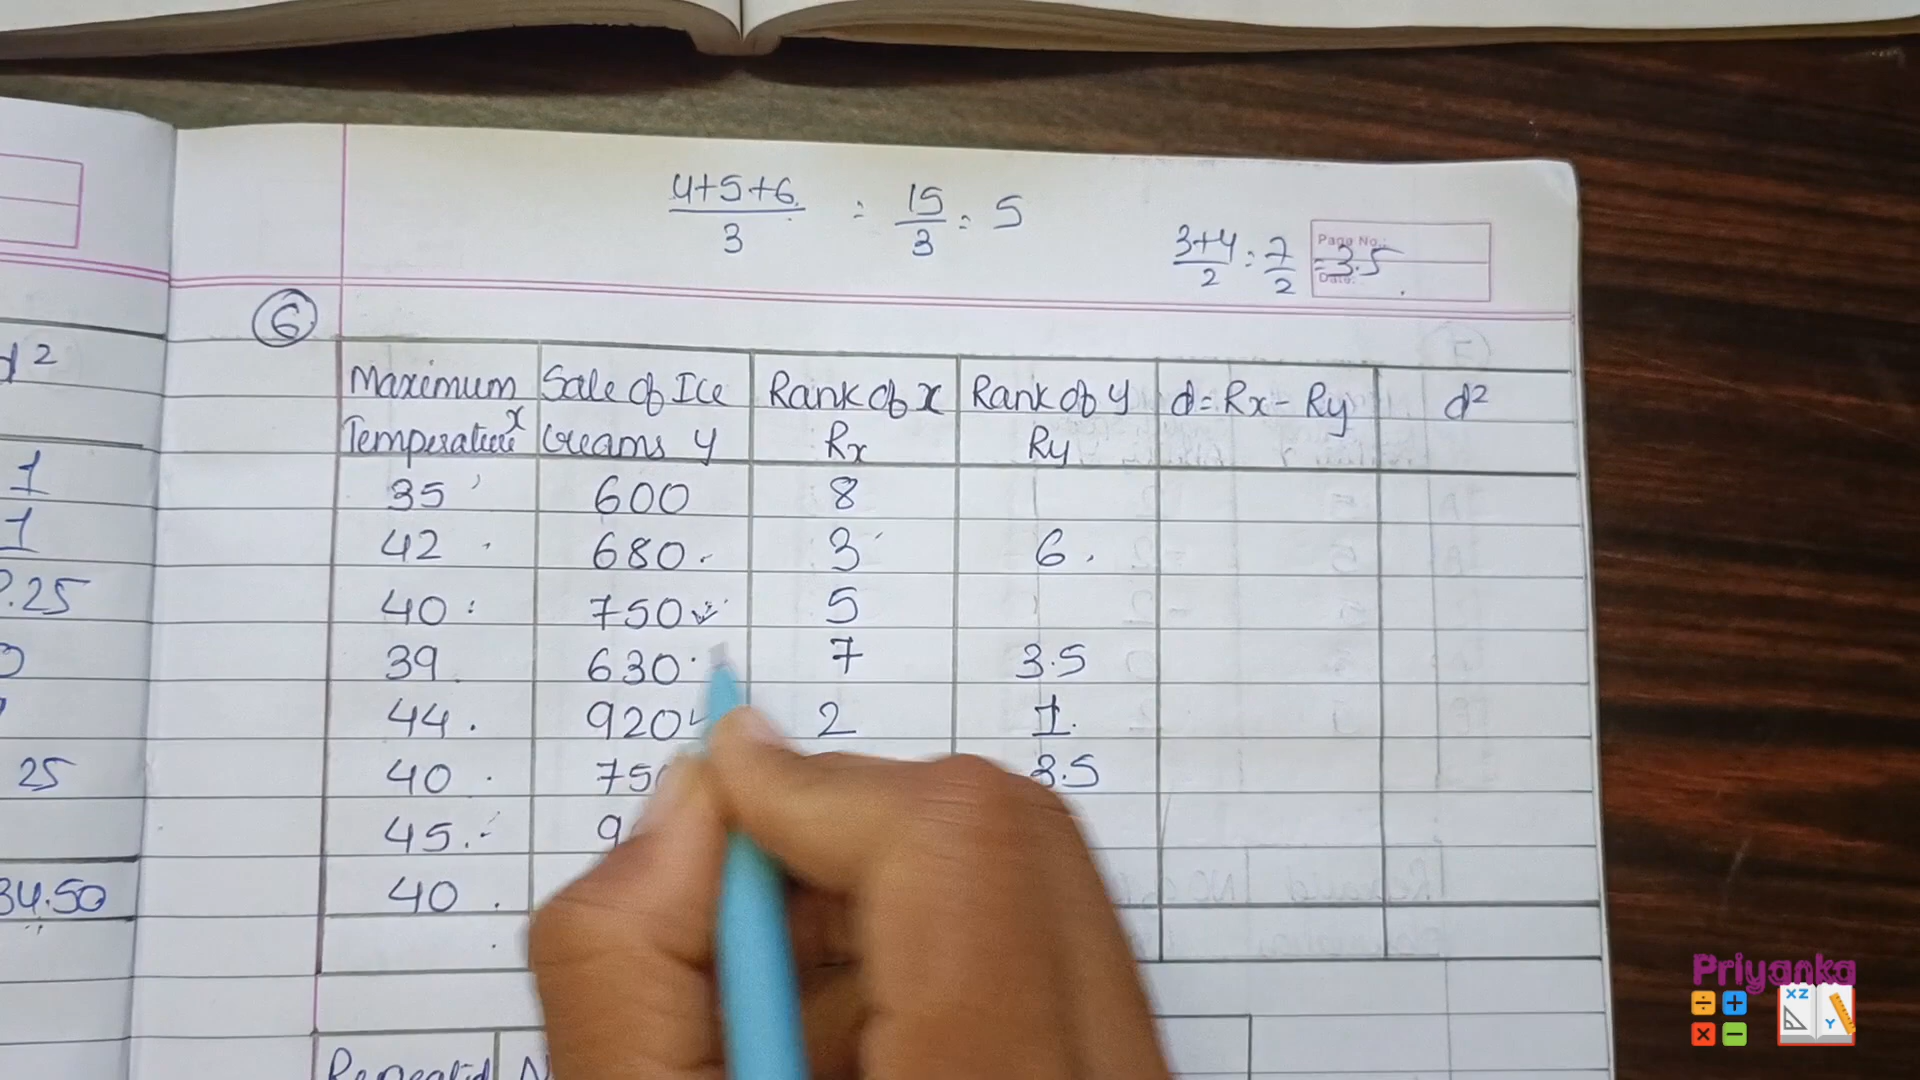 4+5+6/3 = 15/3 = 5
3+4/2 = 7/2 = 3.5
Page No.:
Date:
6
d²
Maximum Temperature x | Sale of Ice Creams y | Rank of x Rx | Rank of y Ry | d = Rx - Ry | d²
1
35 600 8
1
42 680 3 6
.25
40 750 5
39 630 7 3.5
44 920 2 1
25
40 3.5
45
34.50
40
Repeated
Priyanka
XZ
Y